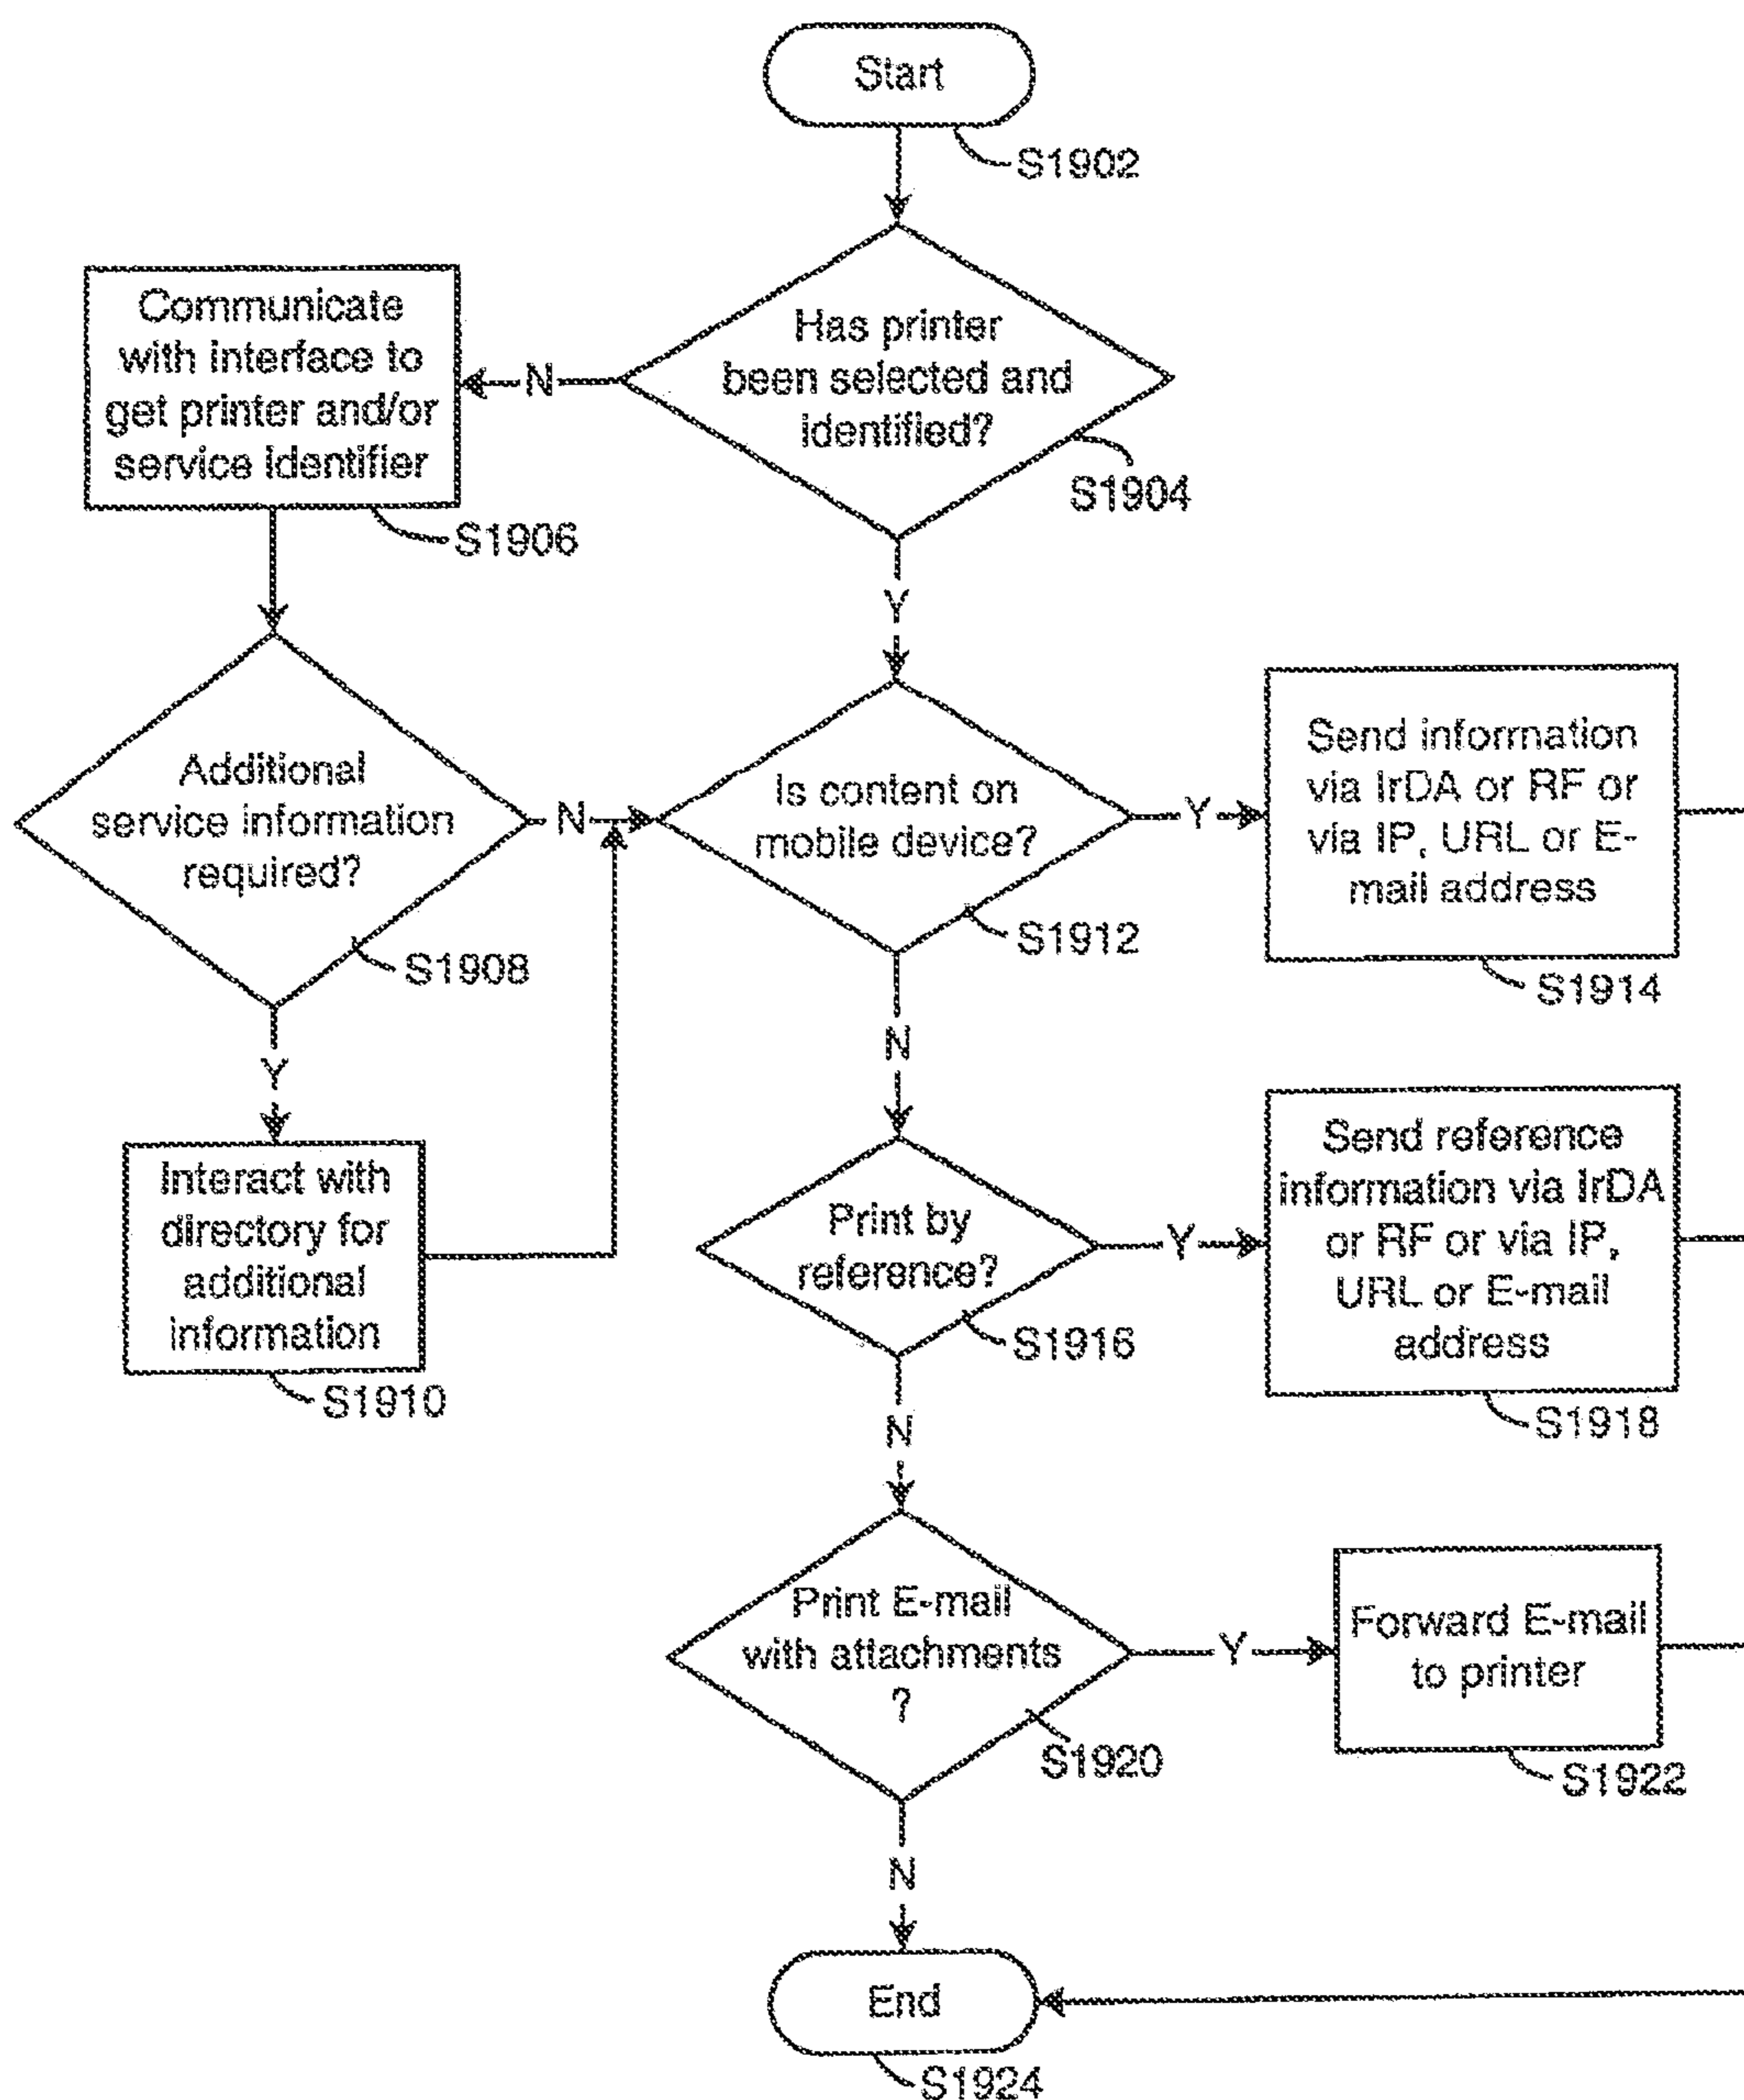 Start
S1902
Has printer
been selected and
identified?
S1904
N
Communicate
with interface to
get printer and/or
service identifier
S1906
Y
Additional
service information
required?
S1908
N
Y
Interact with
directory for
additional
information
S1910
Is content on
mobile device?
S1912
Y
Send information
via IrDA or RF or
via IP, URL or E-
mail address
S1914
N
Print by
reference?
S1916
Y
Send reference
information via IrDA
or RF or via IP,
URL or E-mail
address
S1918
N
Print E-mail
with attachments
?
S1920
Y
Forward E-mail
to printer
S1922
N
End
S1924